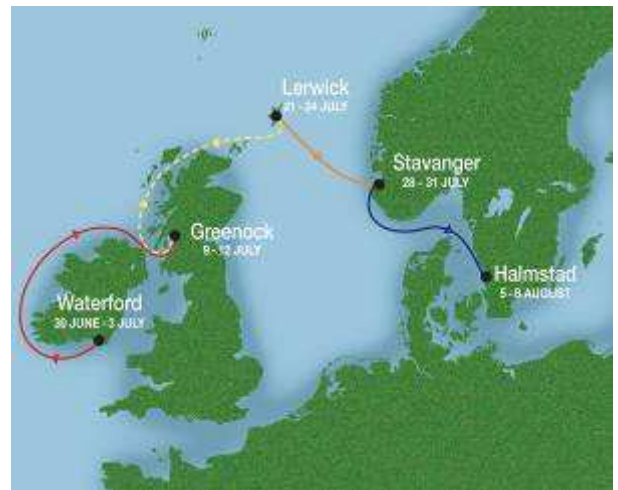 Lerwick
21 - 24 JULY
Stavanger
28 - 31 JULY
Greenock
9 - 12 JULY
Halmstad
5 - 8 AUGUST
Waterford
30 JUNE - 3 JULY